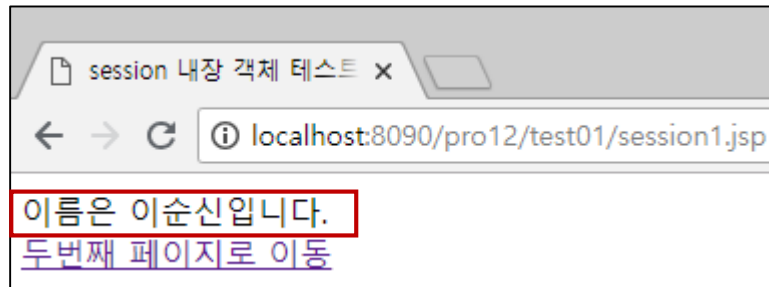 session 내장 객체 테스트
localhost:8090/pro12/test01/session1.jsp
이름은 이순신입니다.
두번째 페이지로 이동